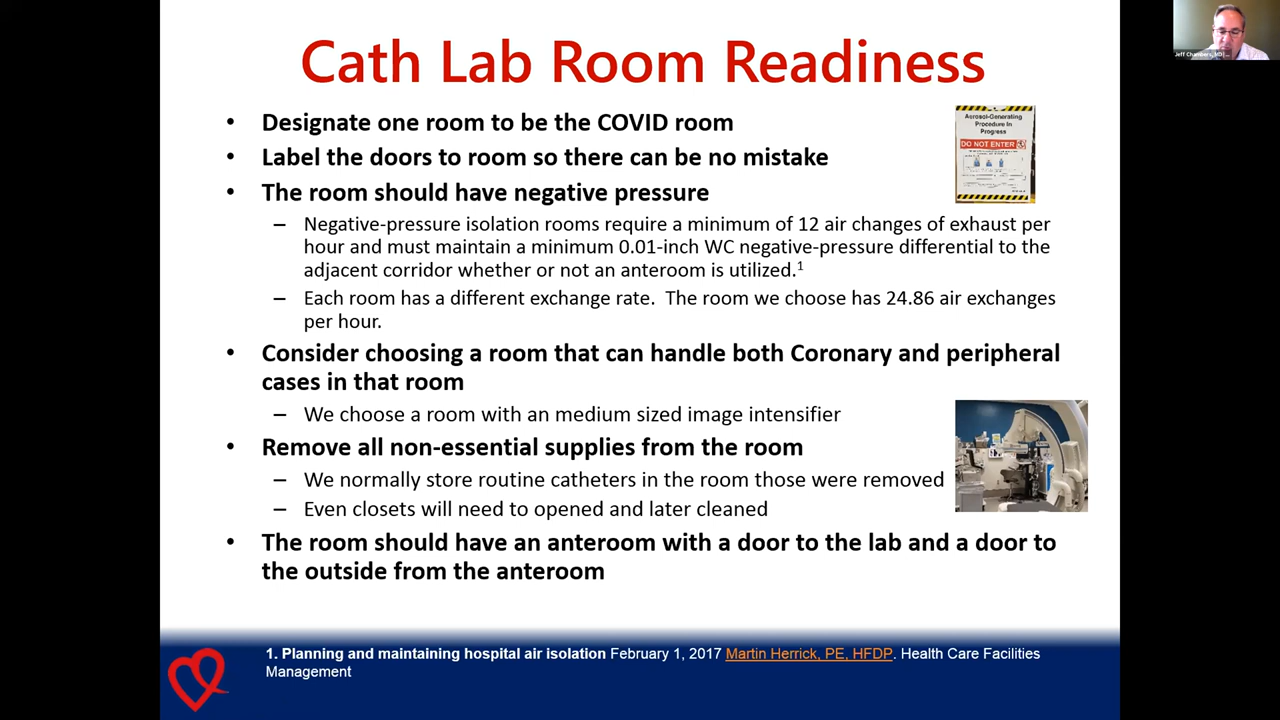 Cath Lab Room Readiness
Jeff Chambers, MD
• Designate one room to be the COVID room
• Label the doors to room so there can be no mistake
• The room should have negative pressure
– Negative-pressure isolation rooms require a minimum of 12 air changes of exhaust per
hour and must maintain a minimum 0.01-inch WC negative-pressure differential to the
adjacent corridor whether or not an anteroom is utilized.1
– Each room has a different exchange rate.  The room we choose has 24.86 air exchanges
per hour.
Aerosol-Generating
Procedure In
Progress
DO NOT ENTER
• Consider choosing a room that can handle both Coronary and peripheral
cases in that room
– We choose a room with an medium sized image intensifier
• Remove all non-essential supplies from the room
– We normally store routine catheters in the room those were removed
– Even closets will need to opened and later cleaned
• The room should have an anteroom with a door to the lab and a door to
the outside from the anteroom
1. Planning and maintaining hospital air isolation February 1, 2017 Martin Herrick, PE, HFDP. Health Care Facilities
Management